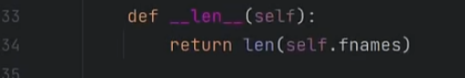 33 def __len__(self):
34 return len(self.fnames)
35